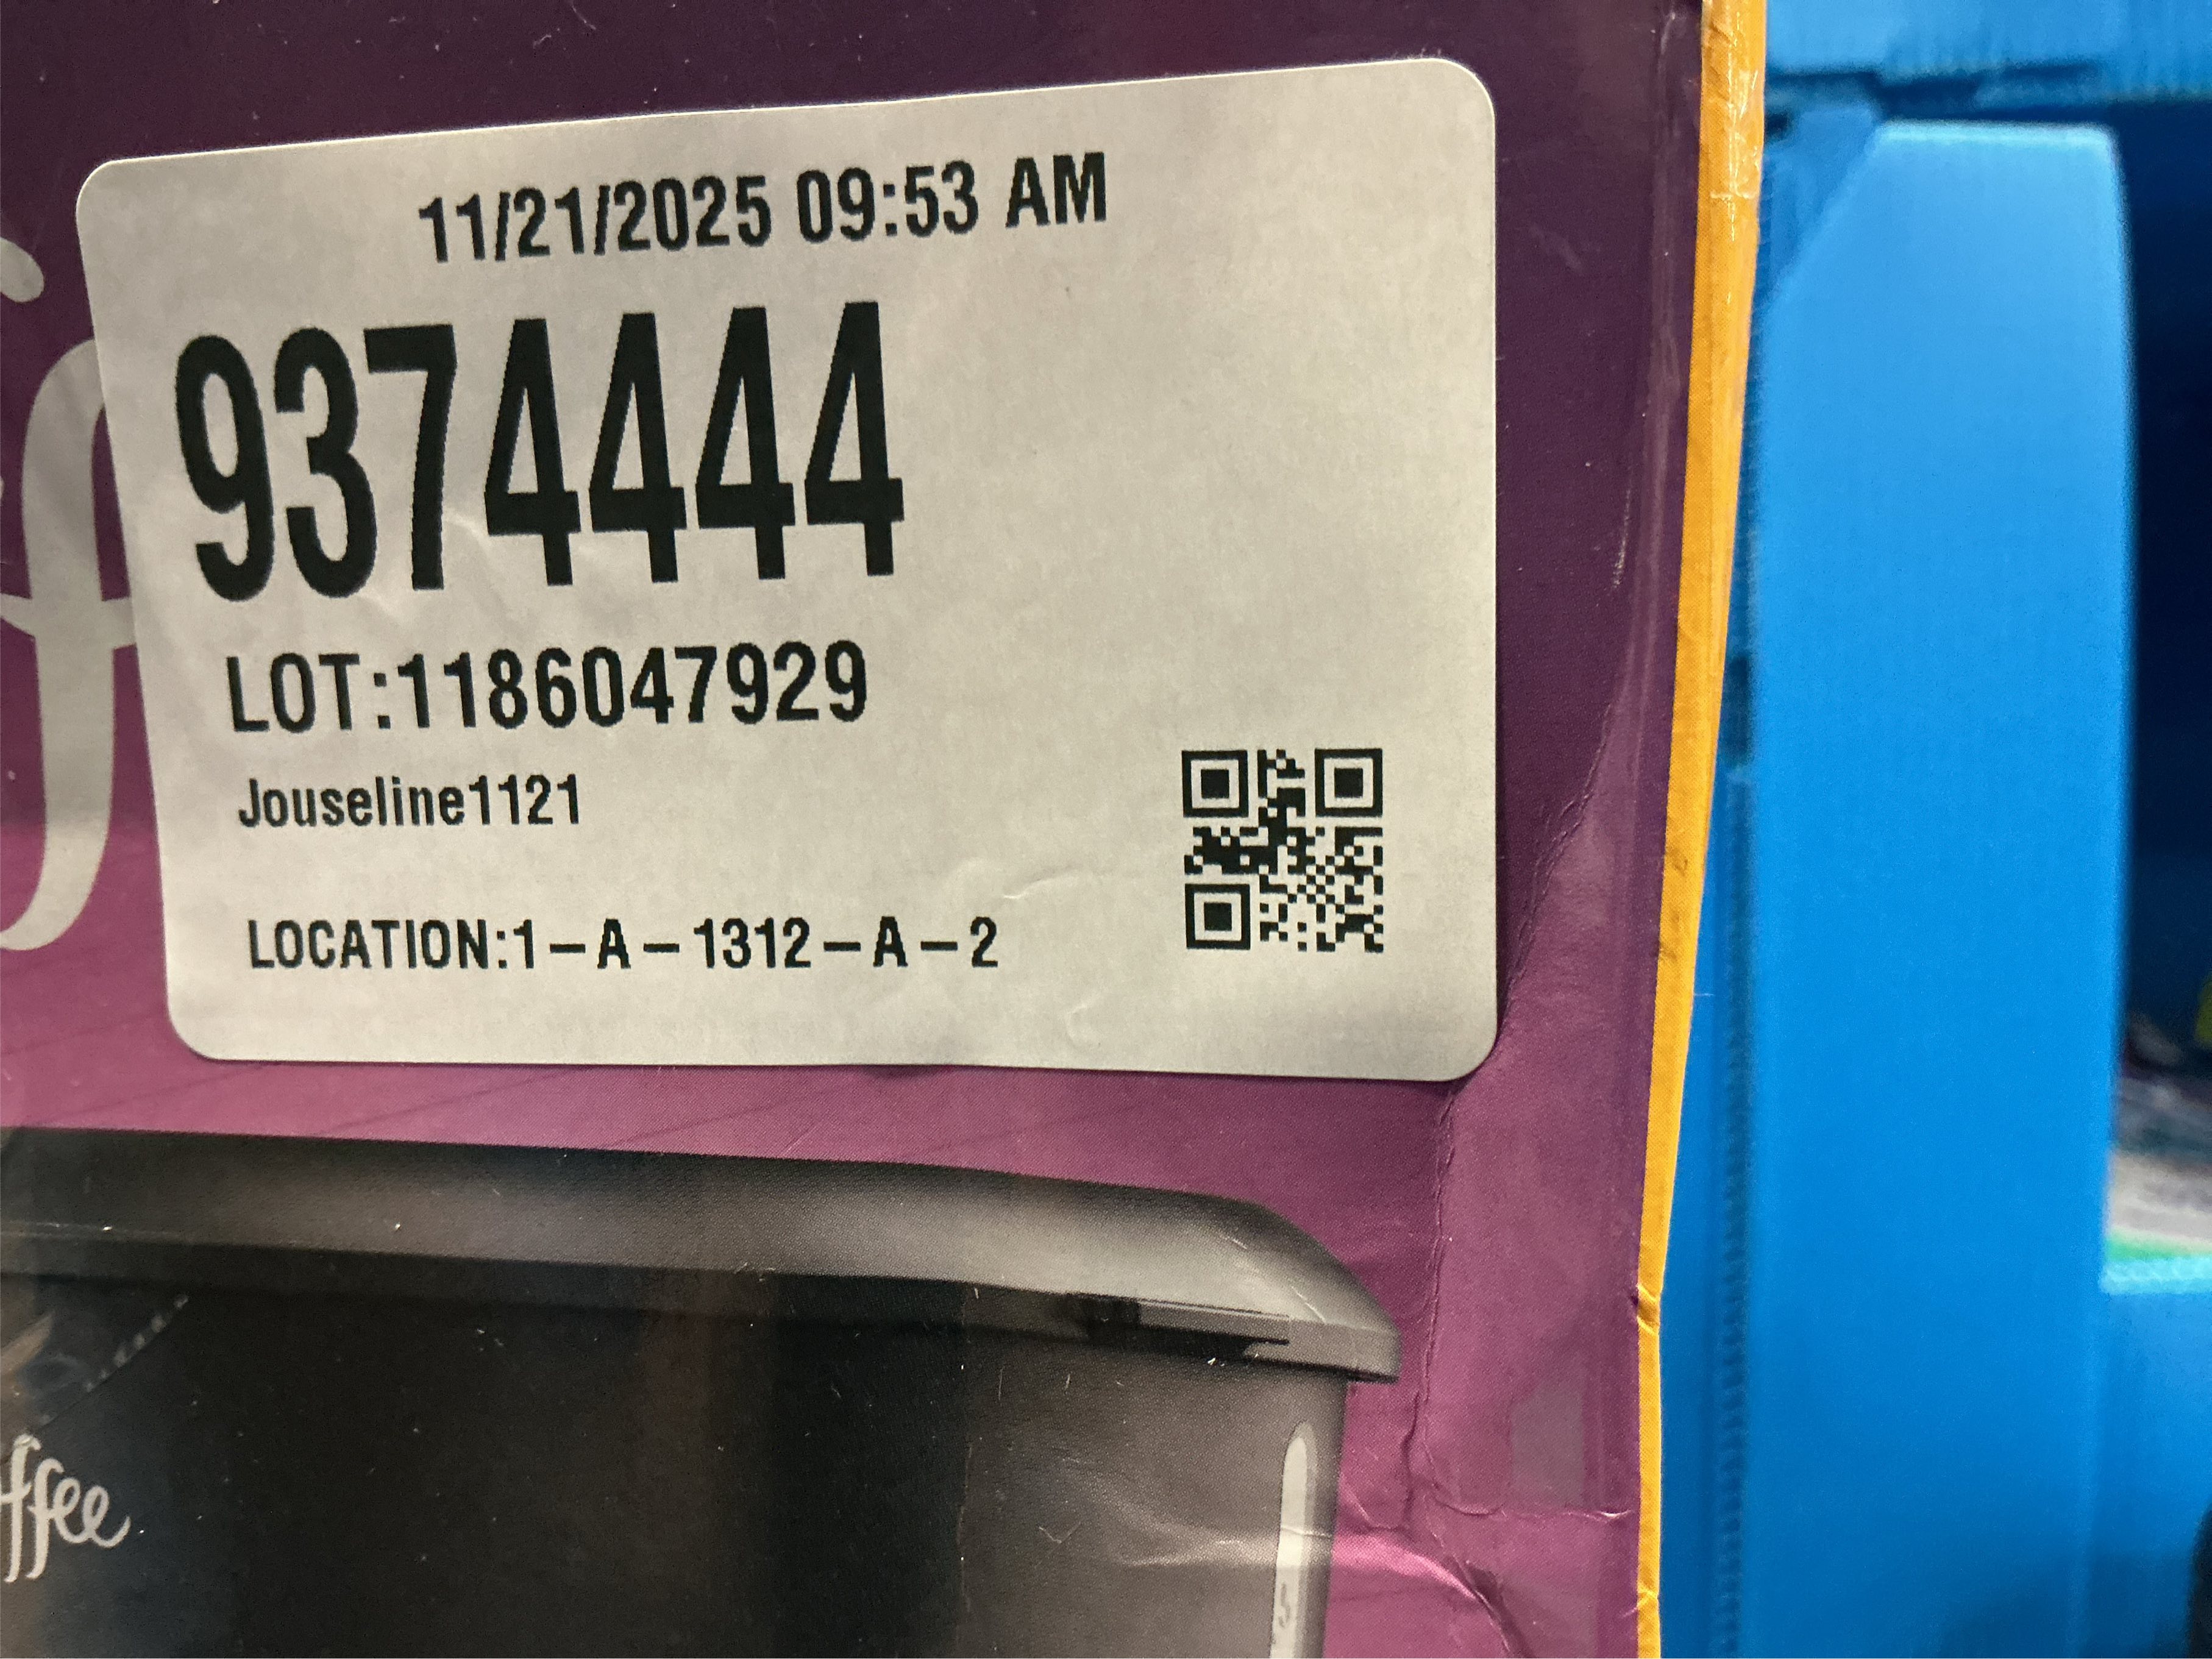 11/21/2025 09:53 AM
9374444
LOT:1186047929
Jouseline1121
LOCATION:1-A-1312-A-2